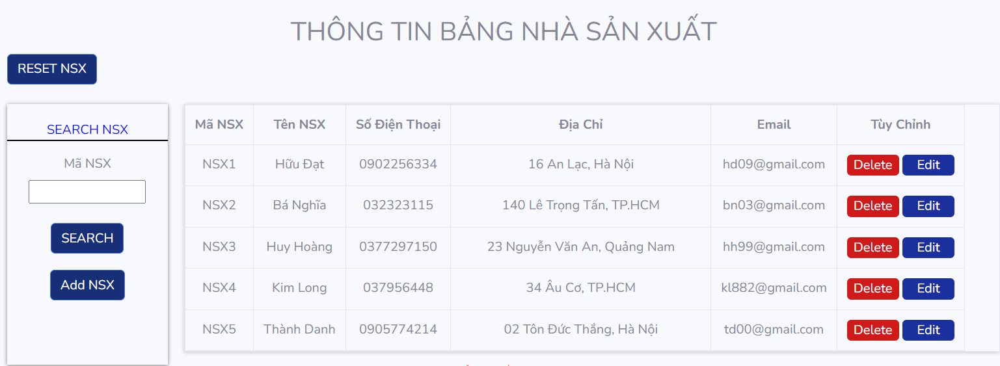 THÔNG TIN BẢNG NHÀ SẢN XUẤT
RESET NSX
SEARCH NSX
Mã NSX
SEARCH
Add NSX
Mã NSX Tên NSX Số Điện Thoại Địa Chỉ Email Tùy Chỉnh
NSX1 Hữu Đạt 0902256334 16 An Lạc, Hà Nội hd09@gmail.com Delete Edit
NSX2 Bá Nghĩa 032323115 140 Lê Trọng Tấn, TP.HCM bn03@gmail.com Delete Edit
NSX3 Huy Hoàng 0377297150 23 Nguyễn Văn An, Quảng Nam hh99@gmail.com Delete Edit
NSX4 Kim Long 037956448 34 Âu Cơ, TP.HCM kl882@gmail.com Delete Edit
NSX5 Thành Danh 0905774214 02 Tôn Đức Thắng, Hà Nội td00@gmail.com Delete Edit